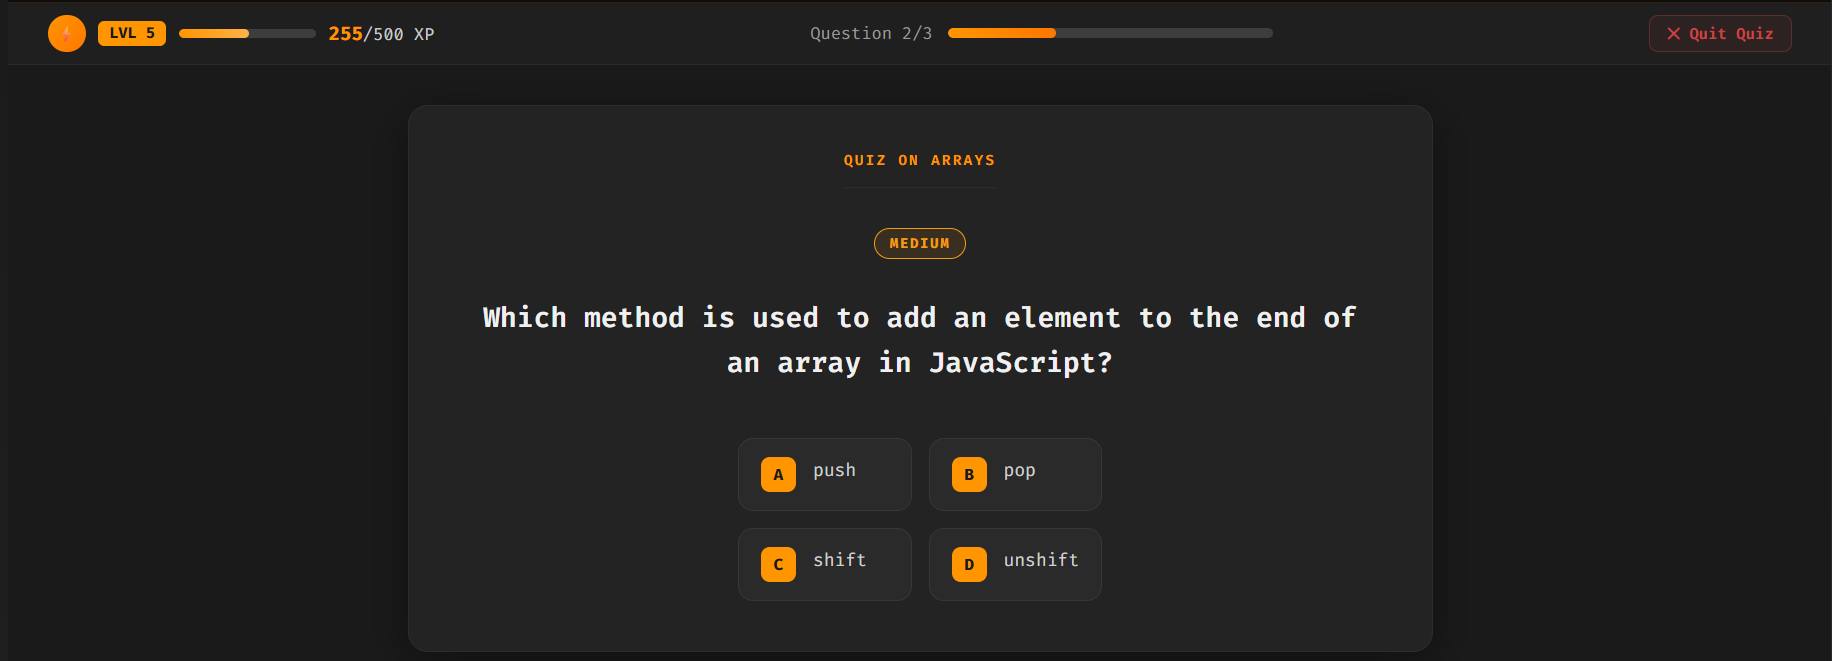 LVL 5 255/500 XP Question 2/3 Quit Quiz
QUIZ ON ARRAYS
MEDIUM
Which method is used to add an element to the end of
an array in JavaScript?
A push B pop
C shift D unshift